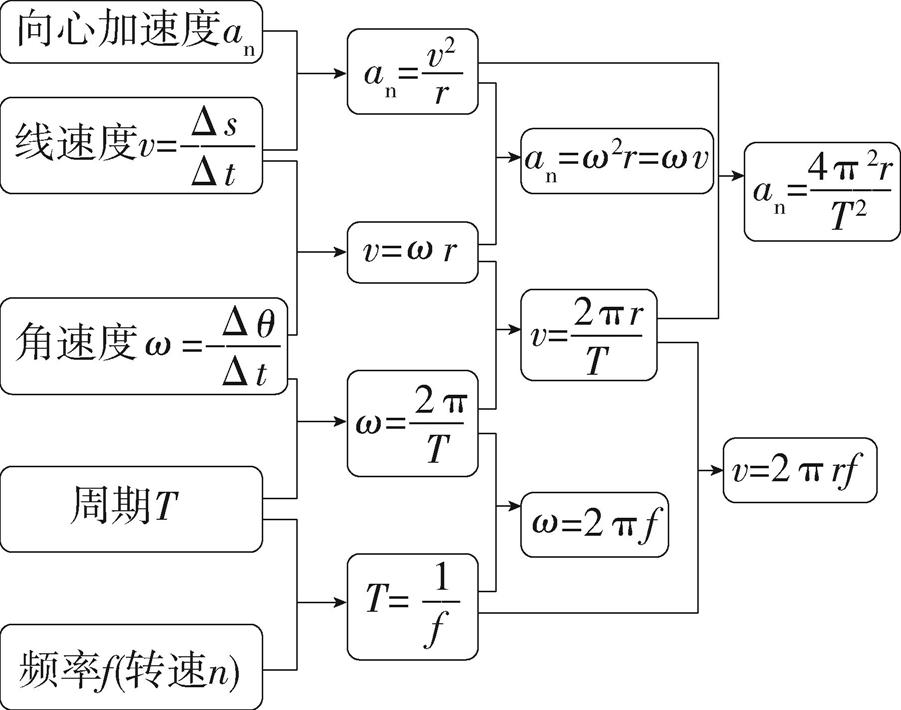 向心加速度aₙ
线速度v=Δs/Δt
角速度ω=Δθ/Δt
周期T
频率f(转速n)
aₙ=v²/r
v=ωr
ω=2π/T
T=1/f
aₙ=ω²r=ωv
v=2πr/T
ω=2πf
aₙ=4π²r/T²
v=2πrf